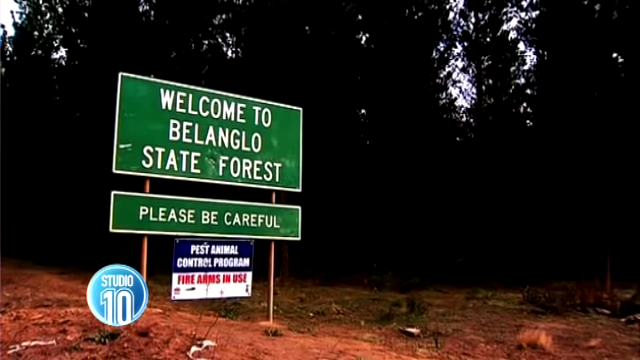 WELCOME TO
BELANGLO
STATE FOREST
PLEASE BE CAREFUL
PEST ANIMAL
CONTROL PROGRAM
FIRE ARMS IN USE
STUDIO
10